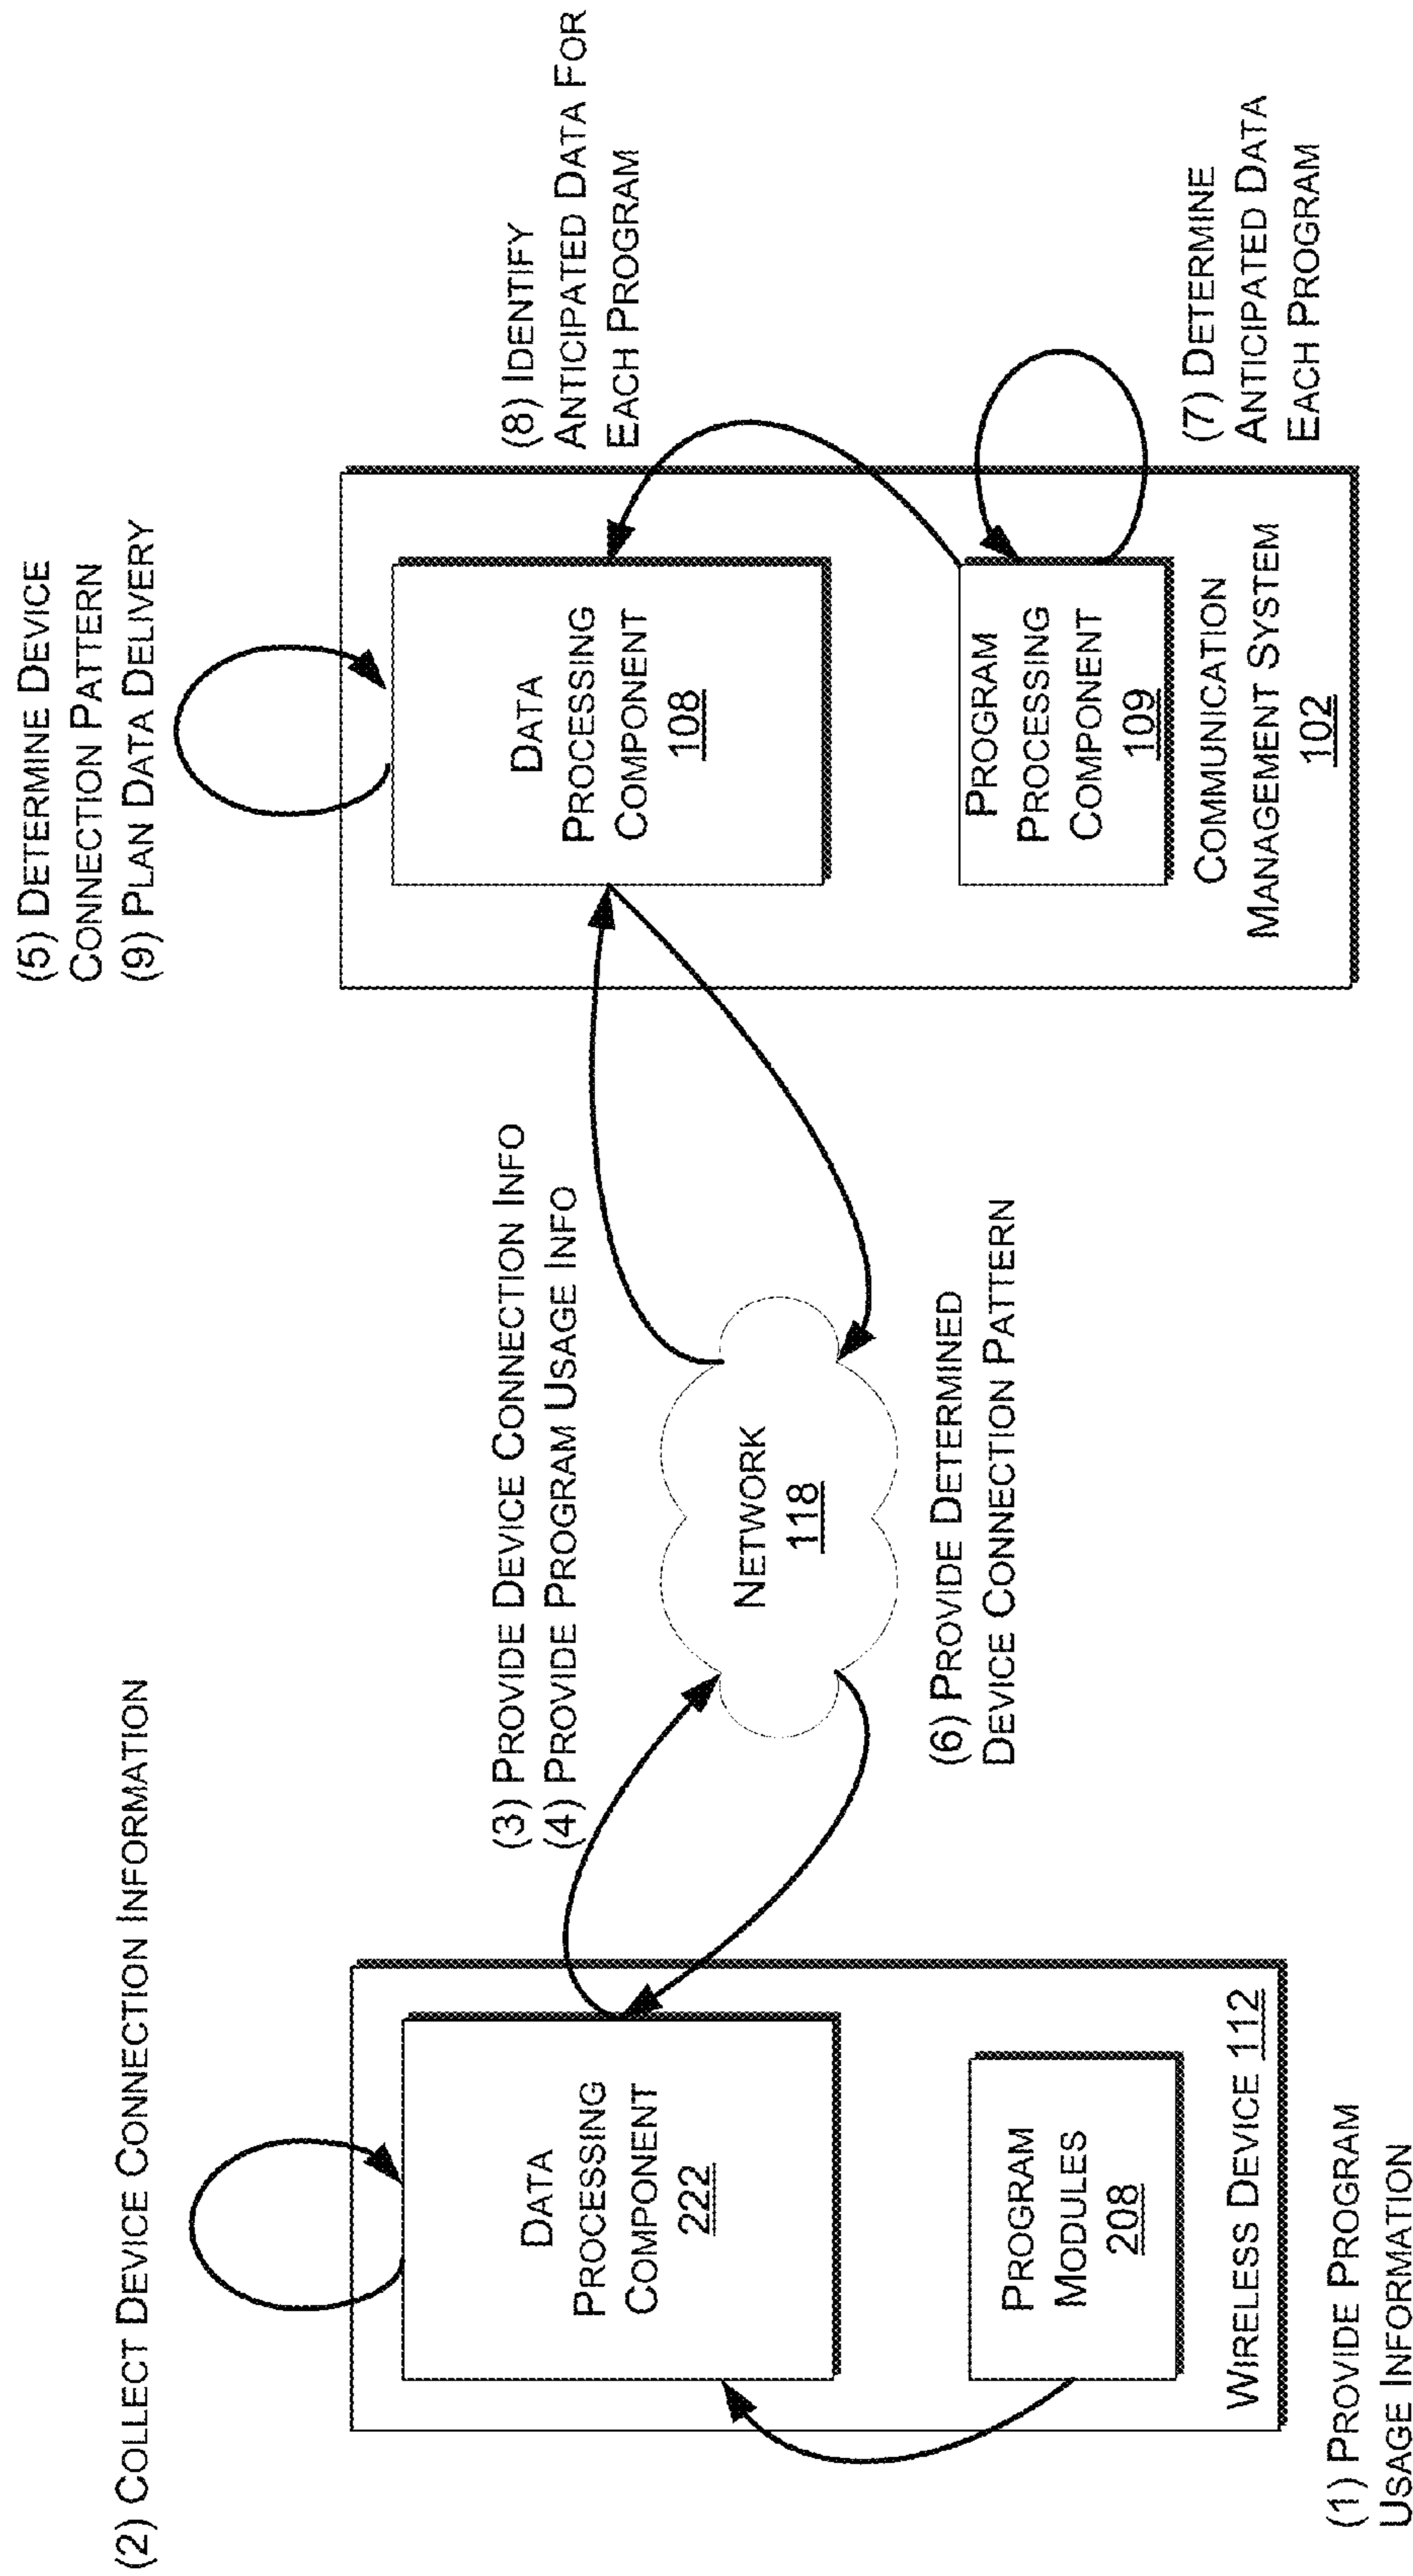 (2) COLLECT DEVICE CONNECTION INFORMATION
DATA
PROCESSING
COMPONENT
222
PROGRAM
MODULES
208
WIRELESS DEVICE 112
(1) PROVIDE PROGRAM
USAGE INFORMATION
(3) PROVIDE DEVICE CONNECTION INFO
(4) PROVIDE PROGRAM USAGE INFO
NETWORK
118
(6) PROVIDE DETERMINED
DEVICE CONNECTION PATTERN
(5) DETERMINE DEVICE
CONNECTION PATTERN
(9) PLAN DATA DELIVERY
DATA
PROCESSING
COMPONENT
108
PROGRAM
PROCESSING
COMPONENT
109
COMMUNICATION
MANAGEMENT SYSTEM
102
(8) IDENTIFY
ANTICIPATED DATA FOR
EACH PROGRAM
(7) DETERMINE
ANTICIPATED DATA
EACH PROGRAM